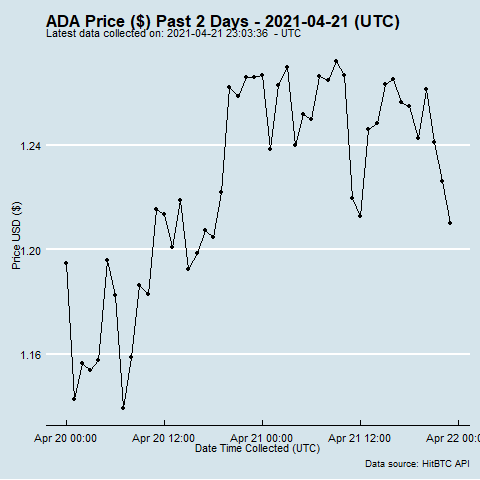 ADA Price ($) Past 2 Days - 2021-04-21 (UTC)
Latest data collected on: 2021-04-21 23:03:36 - UTC
1.24
1.20
1.16
Price USD ($)
Apr 20 00:00 Apr 20 12:00 Apr 21 00:00 Apr 21 12:00 Apr 22 00:0
Date Time Collected (UTC)
Data source: HitBTC API